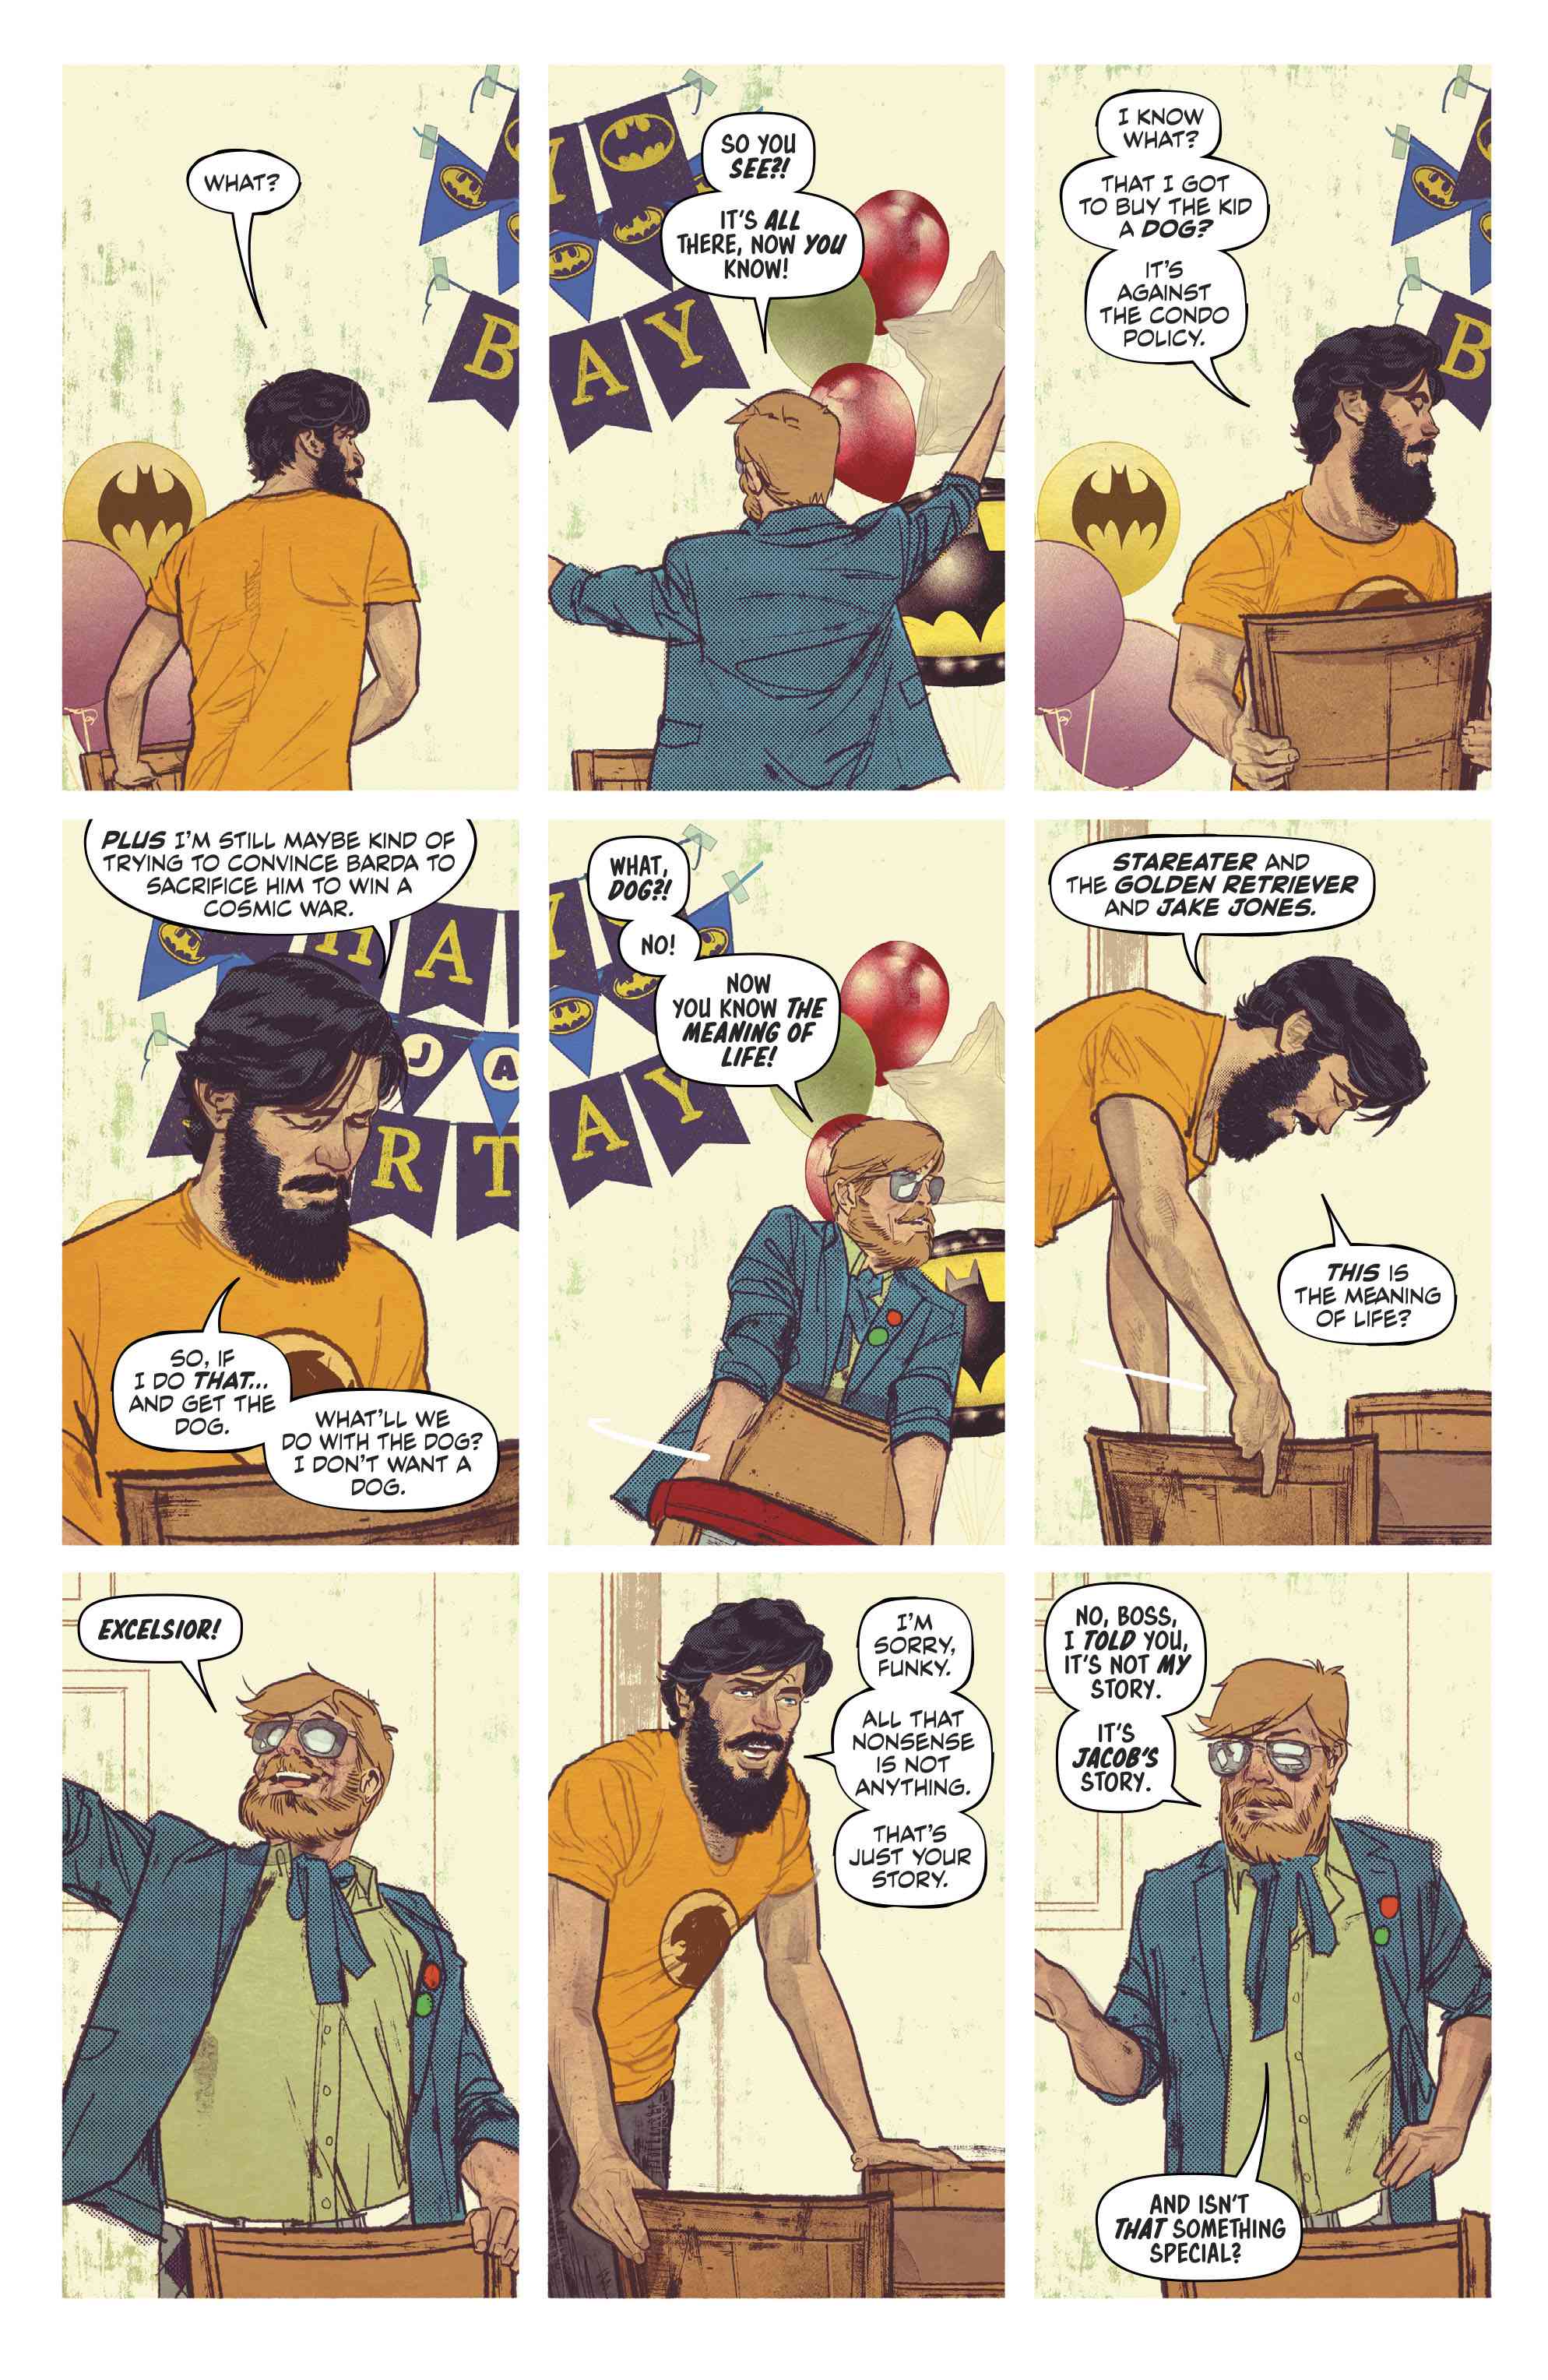 B
WHAT?
Y
AY
SO YOU
SEE?!
IT'S ALL
THERE, NOW YOU
KNOW!
I KNOW
WHAT?
THAT I GOT
TO BUY THE KID
A DOG?
IT'S
AGAINST
THE CONDO
POLICY.
B
PLUS I'M STILL MAYBE KIND OF
TRYING TO CONVINCE BARDA TO
SACRIFICE HIM TO WIN A
COSMIC WAR.
HA
JA
RT
SO, IF
I DO THAT...
AND GET THE
DOG.
WHAT'LL WE
DO WITH THE DOG?
I DON'T WANT A
DOG.
WHAT,
DOG?!
NO!
NOW
YOU KNOW THE
MEANING OF
LIFE!
Y
AY
STAREATER AND
THE GOLDEN RETRIEVER
AND JAKE JONES.
THIS IS
THE MEANING
OF LIFE?
EXCELSIOR!
I'M
SORRY,
FUNKY.
ALL THAT
NONSENSE
IS NOT
ANYTHING.
THAT'S
JUST YOUR
STORY.
NO, BOSS,
I TOLD YOU,
IT'S NOT MY
STORY.
IT'S
JACOB'S
STORY.
AND ISN'T
THAT SOMETHING
SPECIAL?